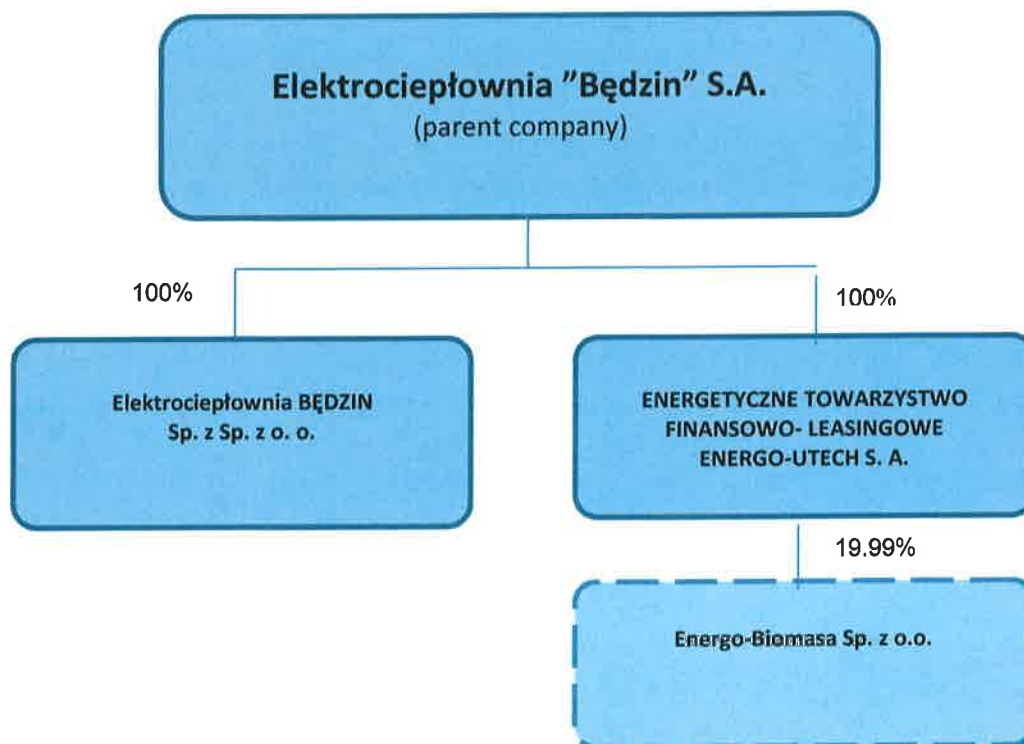 Elektrociepłownia ”Będzin” S.A.
(parent company)
100%
100%
Elektrociepłownia BĘDZIN
Sp. z Sp. z o. o.
ENERGETYCZNE TOWARZYSTWO
FINANSOWO- LEASINGOWE
ENERGO-UTECH S. A.
19.99%
Energo-Biomasa Sp. z o.o.